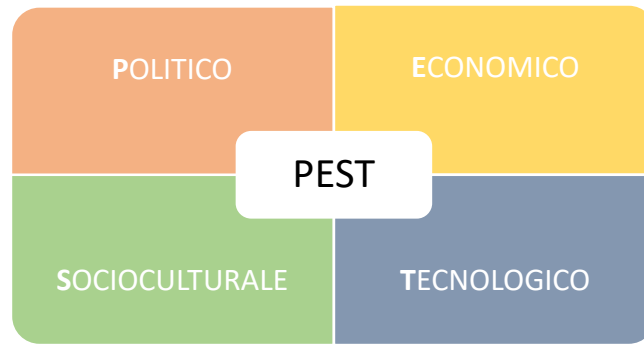 POLITICO
ECONOMICO
PEST
SOCIOCULTURALE
TECNOLOGICO